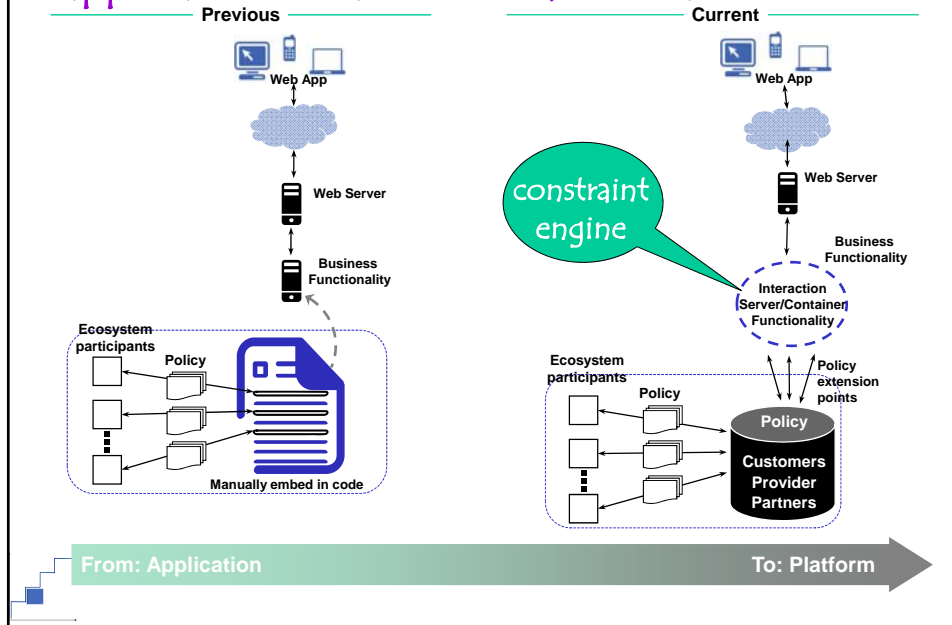 Previous
Web App
Web Server
Business
Functionality
Ecosystem
participants
Policy
Manually embed in code
Current
Web App
constraint
engine
Web Server
Business
Functionality
Interaction
Server/Container
Functionality
Policy
extension
points
Ecosystem
participants
Policy
Policy
Customers
Provider
Partners
From: Application
To: Platform